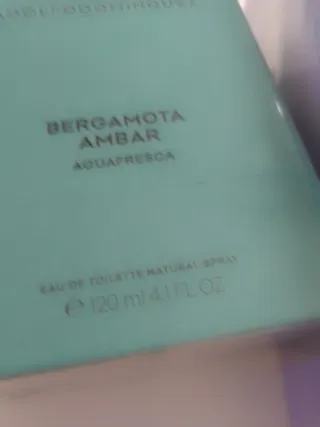 BERGAMOTA
AMBAR
AGUAFRESCA
EAU DE TOILETTE NATURAL SPRAY
℮ 120 ml 4.1 FL OZ